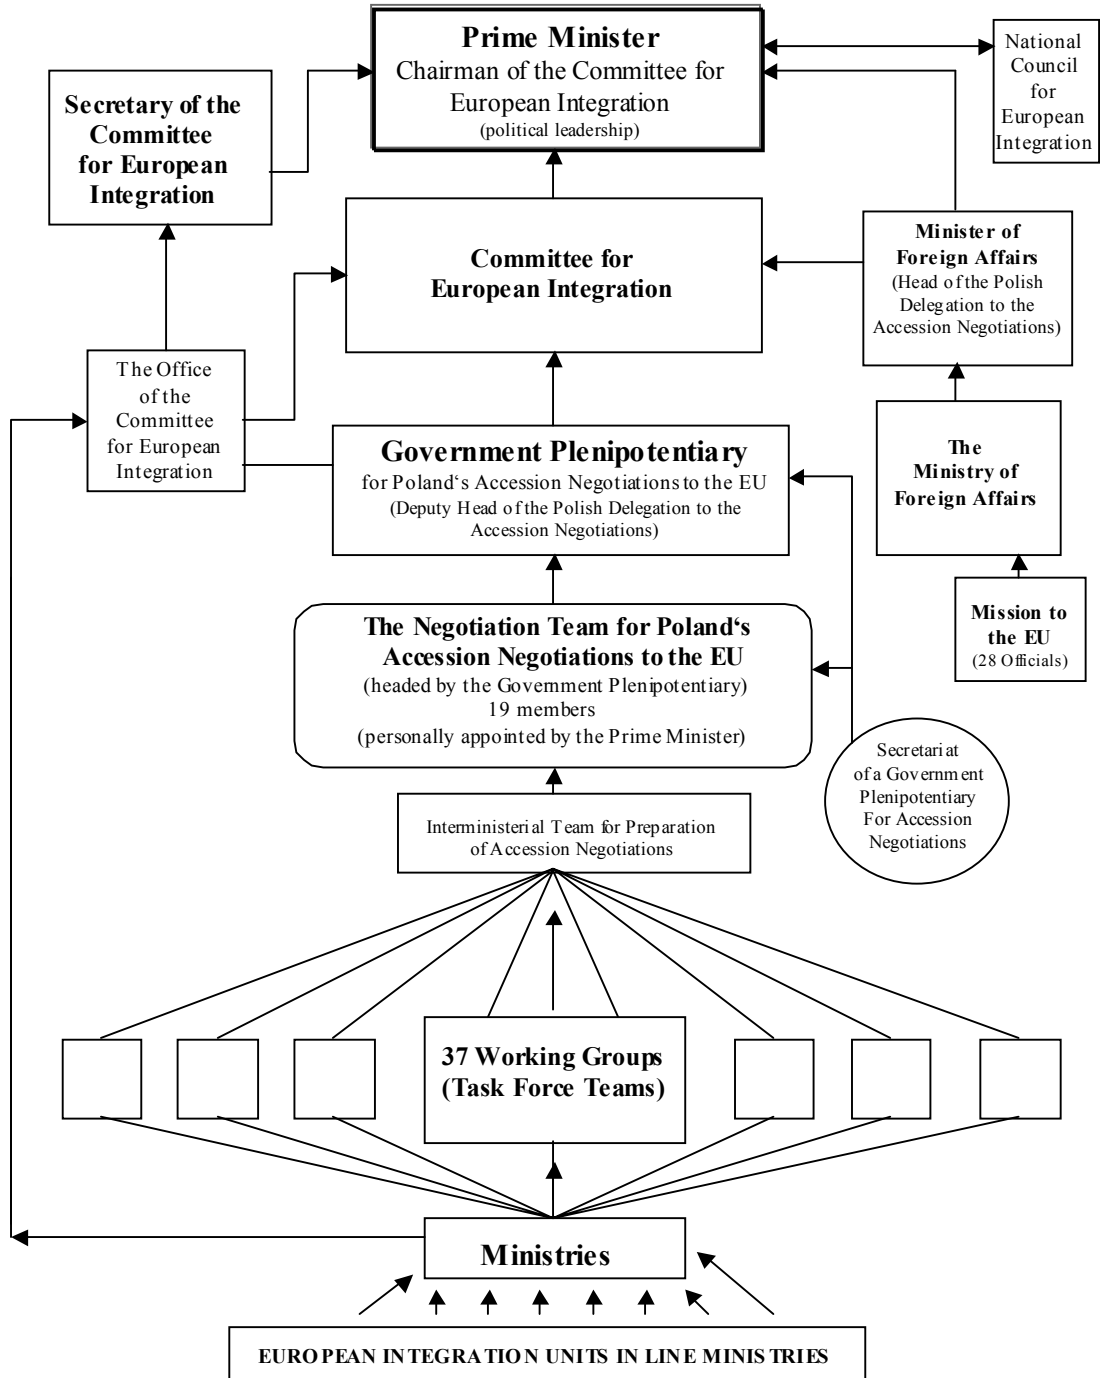 Prime Minister
Chairman of the Committee for
European Integration
(political leadership)
National
Council
for
European
Integration
Secretary of the
Committee
for European
Integration
Committee for
European Integration
Minister of
Foreign Affairs
(Head of the Polish
Delegation to the
Accession Negotiations)
The Office
of the
Committee
for European
Integration
Government Plenipotentiary
for Poland‘s Accession Negotiations to the EU
(Deputy Head of the Polish Delegation to the
Accession Negotiations)
The
Ministry of
Foreign Affairs
Mission to
the EU
(28 Officials)
The Negotiation Team for Poland‘s
Accession Negotiations to the EU
(headed by the Government Plenipotentiary)
19 members
(personally appointed by the Prime Minister)
Secretariat
of a Government
Plenipotentiary
For Accession
Negotiations
Interministerial Team for Preparation
of Accession Negotiations
37 Working Groups
(Task Force Teams)
Ministries
EUROPEAN INTEGRATION UNITS IN LINE MINISTRIES